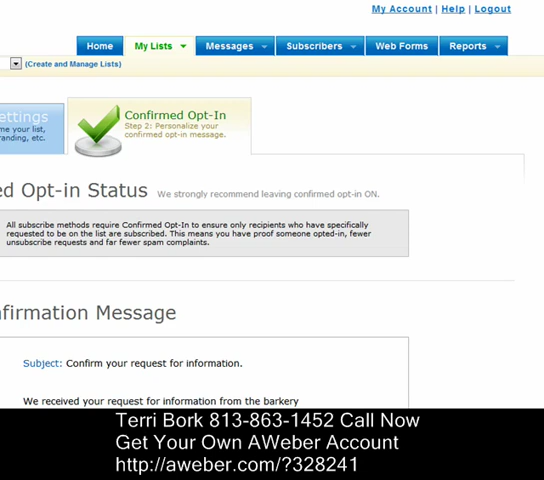 My Account | Help | Logout
Home My Lists Messages Subscribers Web Forms Reports
(Create and Manage Lists)
ettings
me your list,
randing, etc.
Confirmed Opt-In
Step 2: Personalize your
confirmed opt-in message.
ed Opt-in Status We strongly recommend leaving confirmed opt-in ON.
All subscribe methods require Confirmed Opt-In to ensure only recipients who have specifically
requested to be on the list are subscribed. This means you have proof someone opted-in, fewer
unsubscribe requests and far fewer spam complaints.
nfirmation Message
Subject: Confirm your request for information.
We received your request for information from the barkery
Terri Bork 813-863-1452 Call Now
Get Your Own AWeber Account
http://aweber.com/?328241